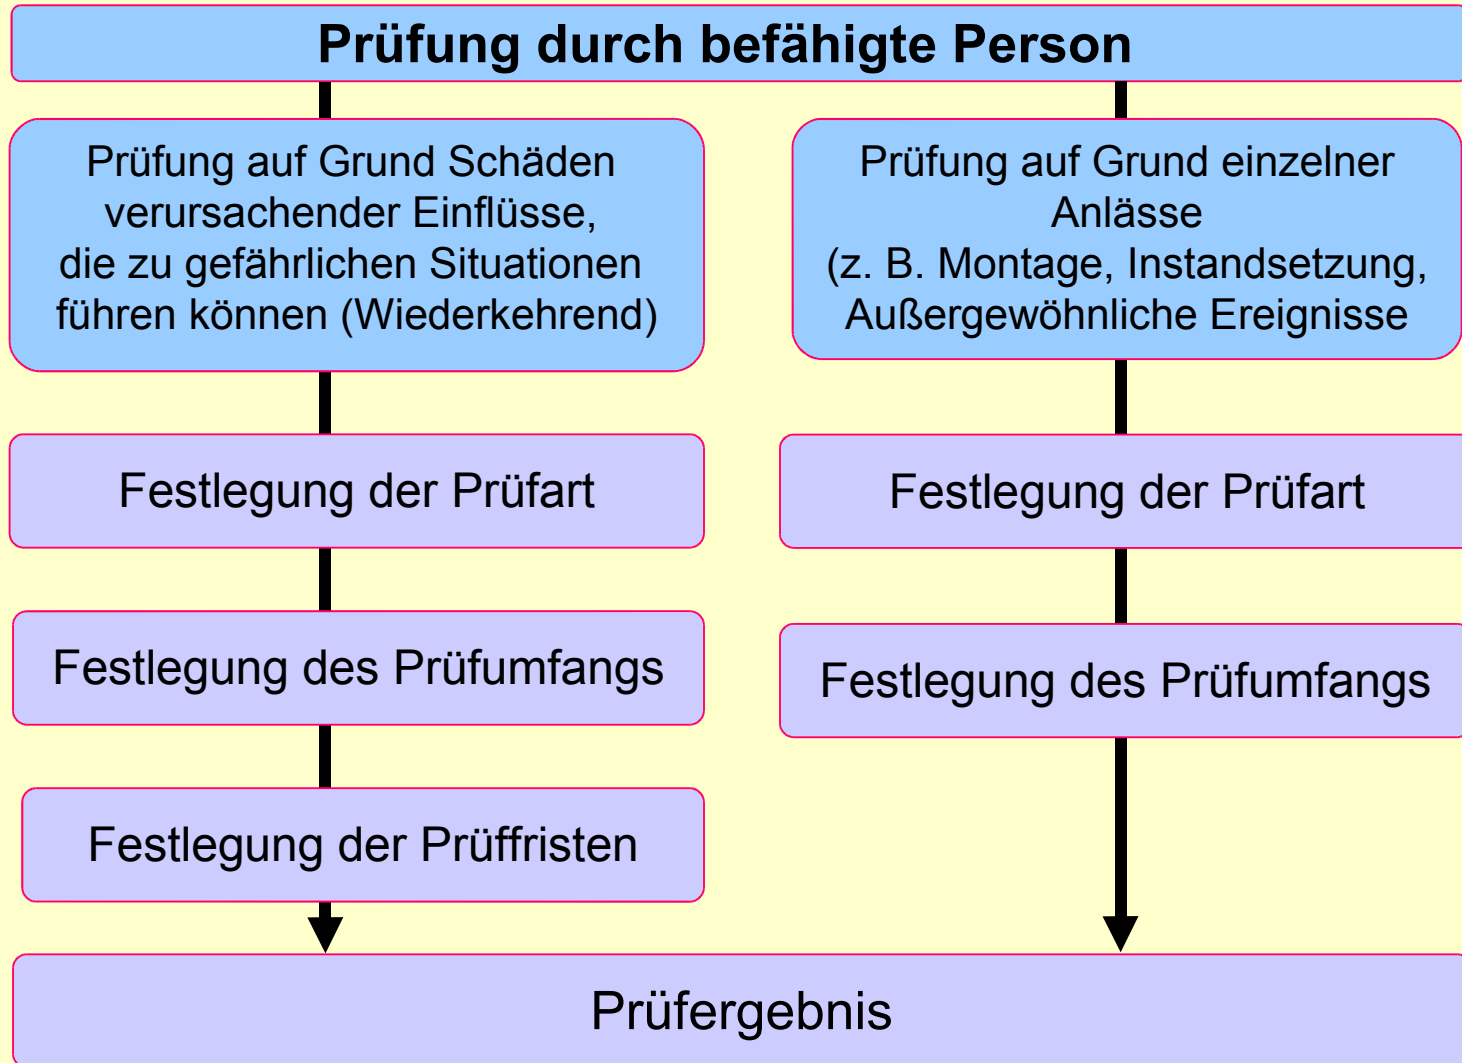 Prüfung durch befähigte Person
Prüfung auf Grund Schäden
verursachender Einflüsse,
die zu gefährlichen Situationen
führen können (Wiederkehrend)
Festlegung der Prüfart
Festlegung des Prüfumfangs
Festlegung der Prüffristen
Prüfung auf Grund einzelner
Anlässe
(z. B. Montage, Instandsetzung,
Außergewöhnliche Ereignisse
Festlegung der Prüfart
Festlegung des Prüfumfangs
Prüfergebnis